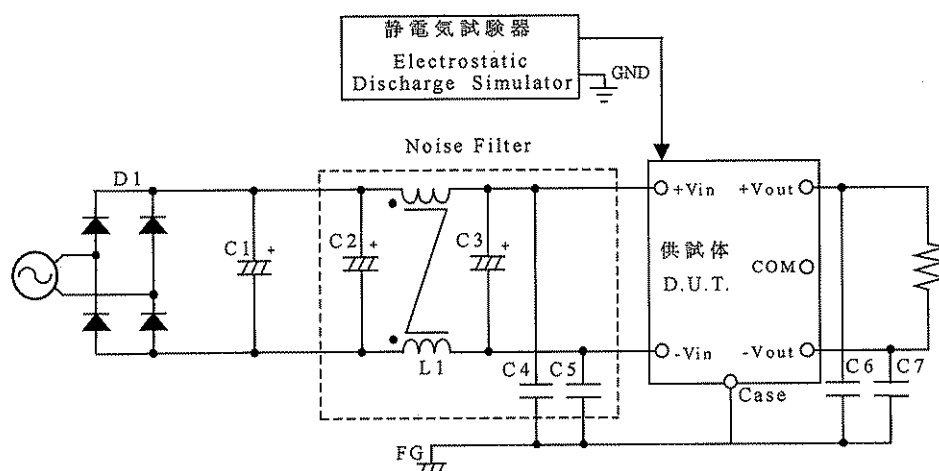 静電気試験器
Electrostatic
Discharge Simulator
GND
Noise Filter
D1
+Vin
+Vout
C1 +
C2 +
C3 +
供試体
COM
D.U.T.
-Vin
-Vout
L1
C4
C5
C6
C7
Case
FG